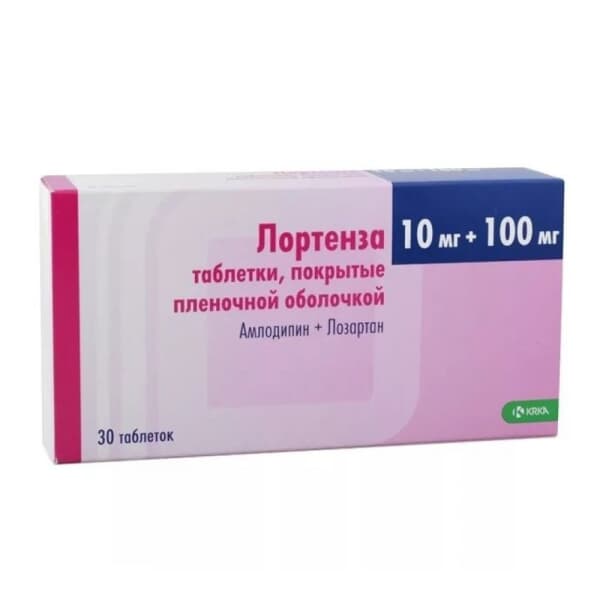 Лортенза
10 мг + 100 мг
таблетки, покрытые
пленочной оболочкой
Амлодипин + Лозартан
KRKA
30 таблеток